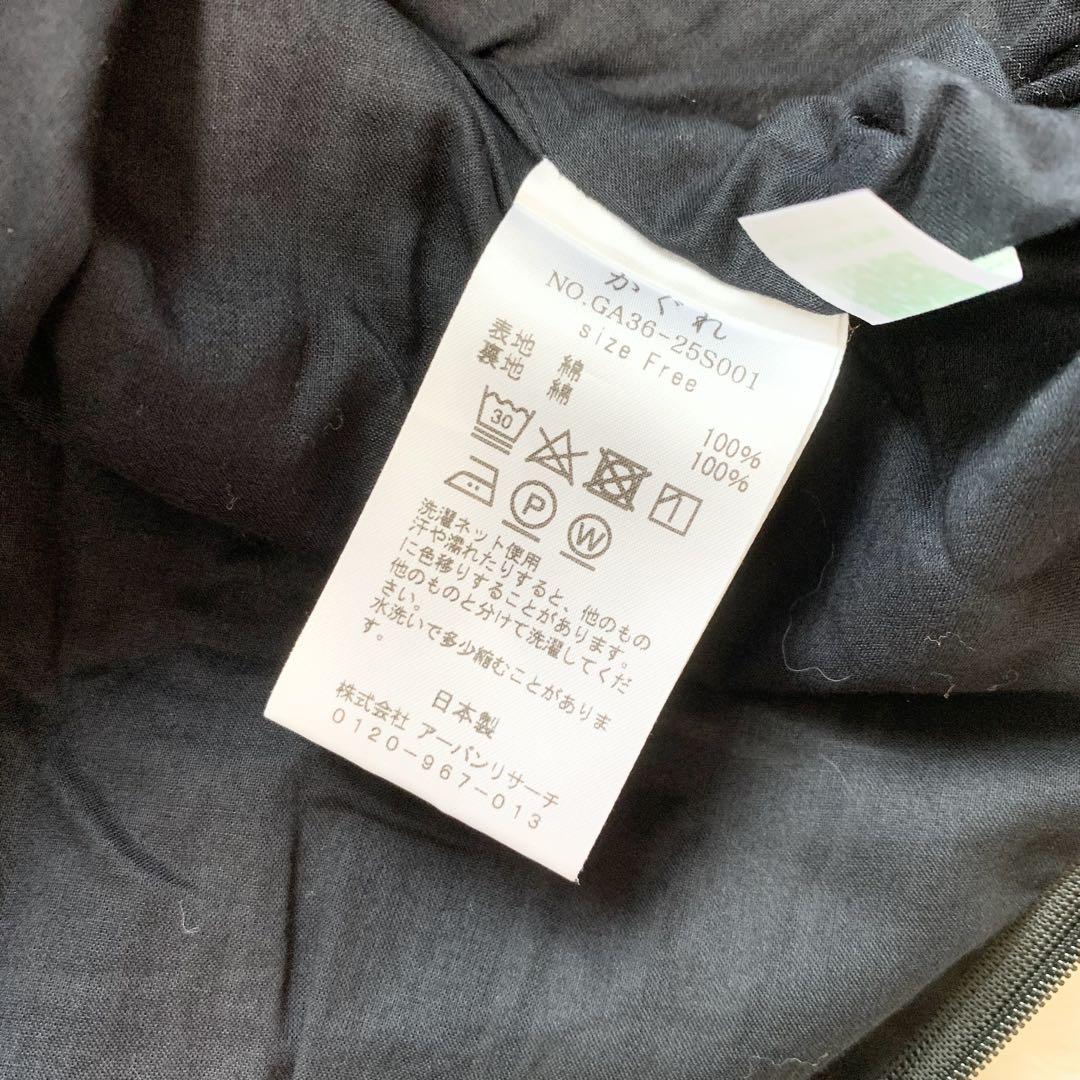 かぐれ
NO.GA36-25S001
size Free
表地 綿 100%
裏地 綿 100%
30
P W
洗濯ネット使用
汗や濡れたりすると、他のもの
に色移りすることがあります。
他のものと分けて洗濯してくだ
さい。
水洗いで多少縮むことがありま
す。
日本製
株式会社 アーバンリサーチ
0120-967-013